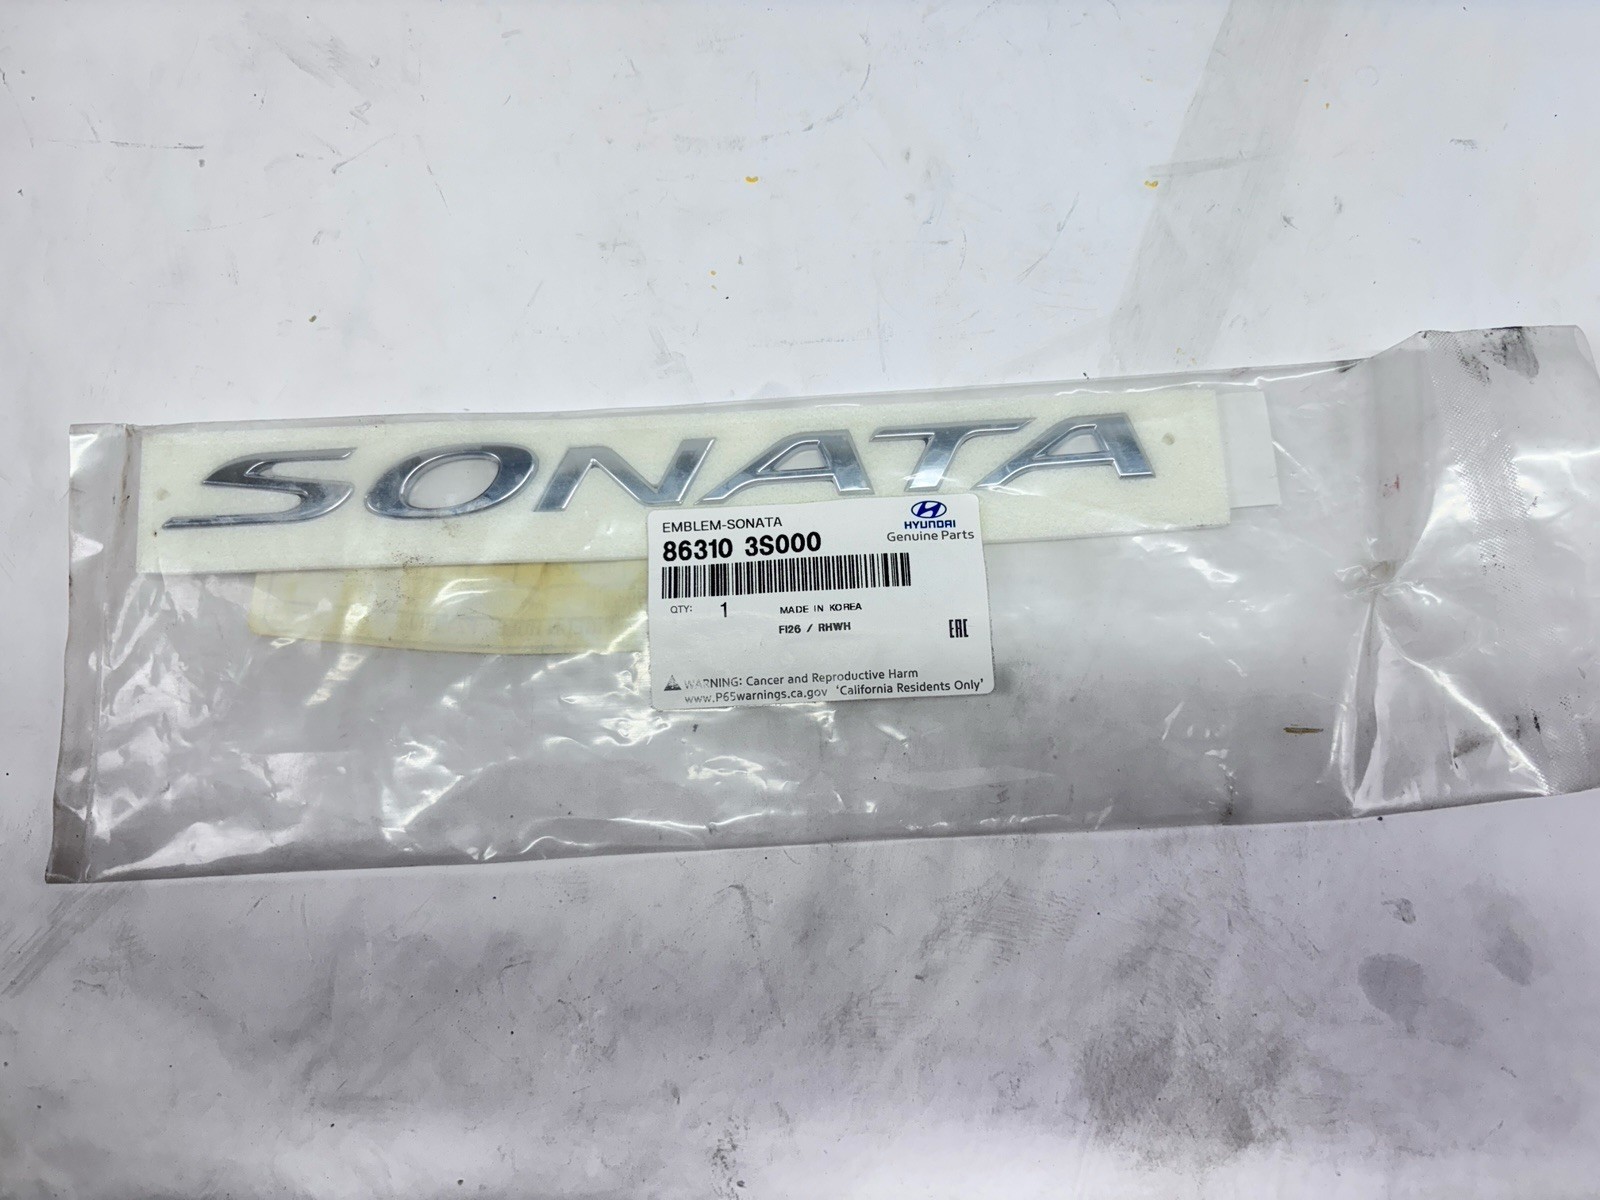 SONATA
EMBLEM-SONATA
86310 3S000
HYUNDAI
Genuine Parts
QTY: 1 MADE IN KOREA
FI26 / RHWH
EAC
WARNING: Cancer and Reproductive Harm
www.P65warnings.ca.gov 'California Residents Only'